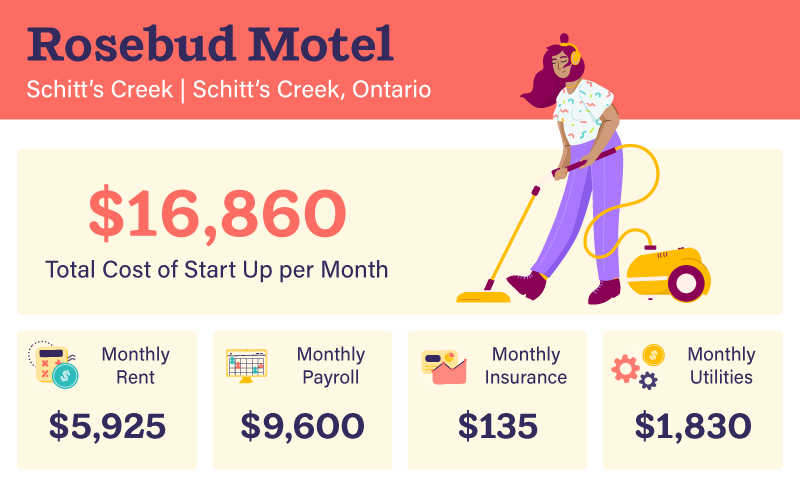 Rosebud Motel
Schitt’s Creek | Schitt’s Creek, Ontario
$16,860
Total Cost of Start Up per Month
Monthly
Rent
$5,925
Monthly
Payroll
$9,600
Monthly
Insurance
$135
Monthly
Utilities
$1,830